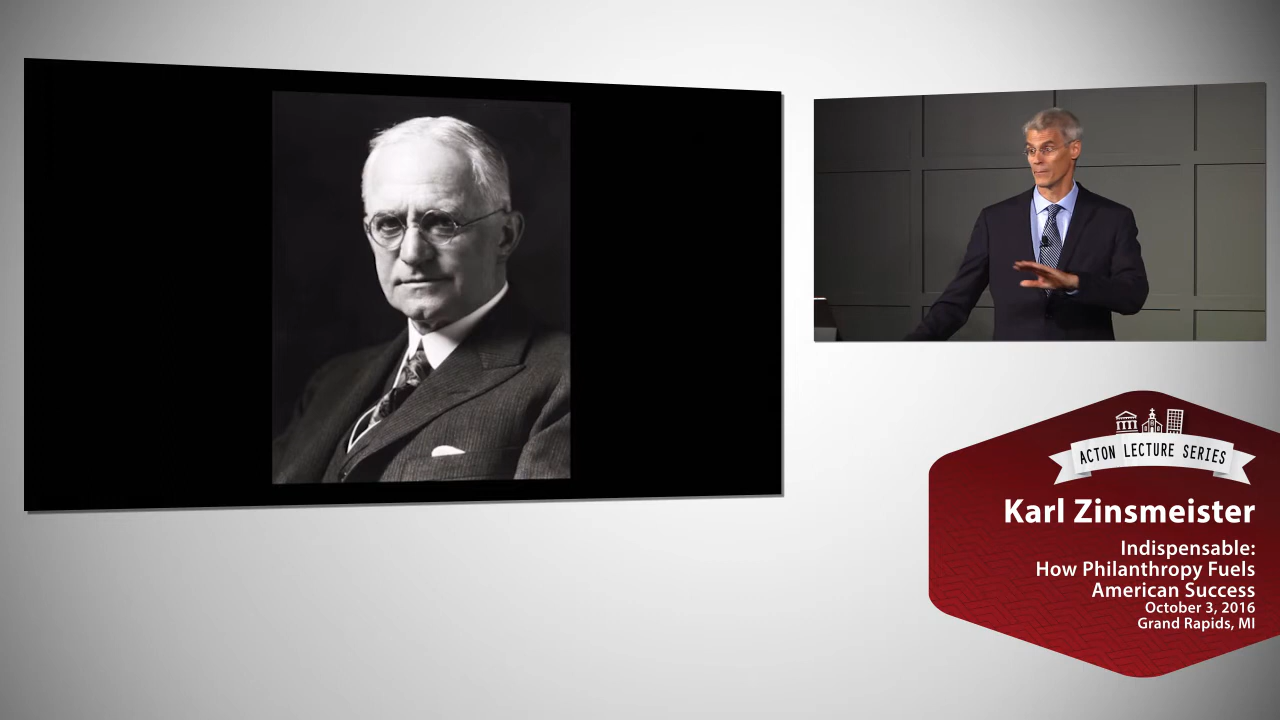 ACTON LECTURE SERIES
Karl Zinsmeister
Indispensable:
How Philanthropy Fuels
American Success
October 3, 2016
Grand Rapids, MI